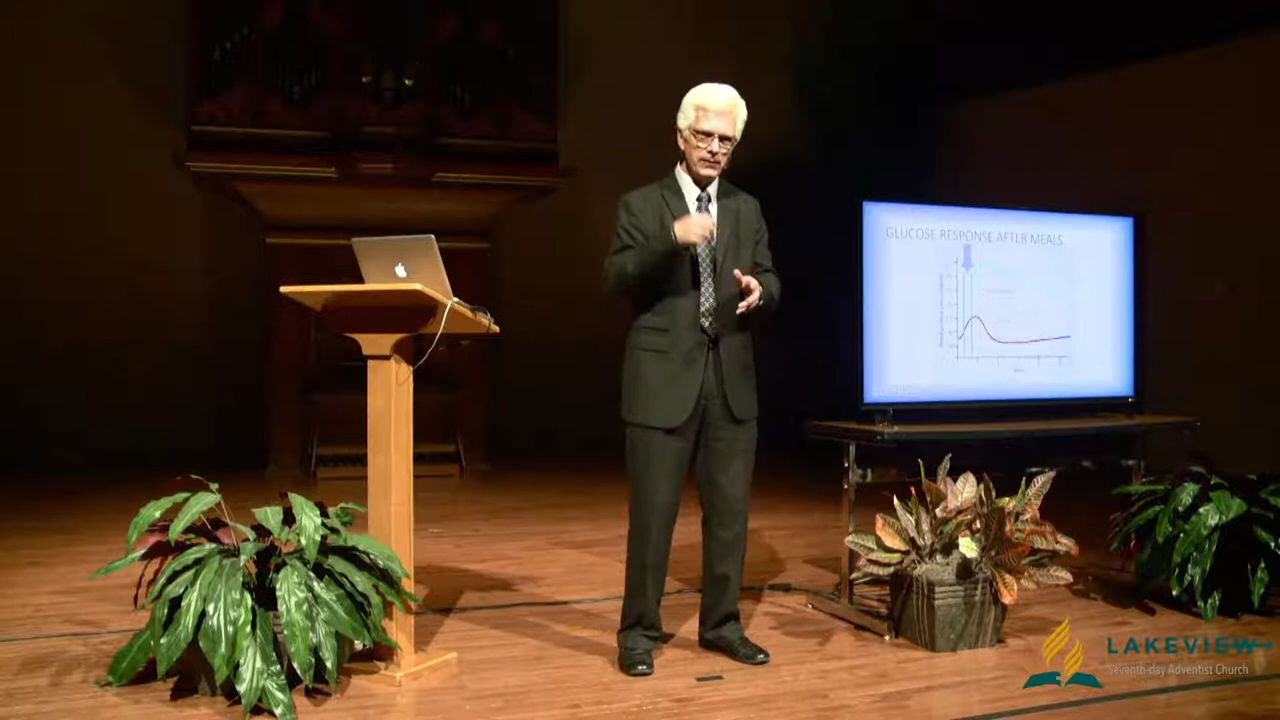 GLUCOSE RESPONSE AFTER MEALS
LAKEVIEW
Seventh-day Adventist Church